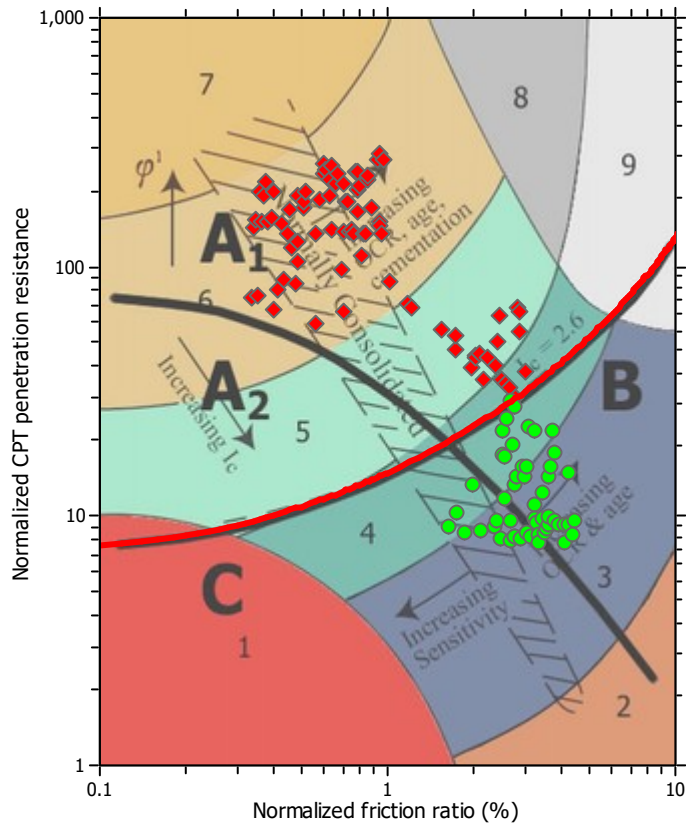 1,000
100
10
1
0.1
1
10
Normalized CPT penetration resistance
Normalized friction ratio (%)
7
8
9
φ'
A1
6
Normally Consolidated
Increasing
OCR, age,
cementation
Ic = 2.6
A2
Increasing Ic
5
B
4
Increasing
OCR & age
C
1
3
Increasing
Sensitivity
2